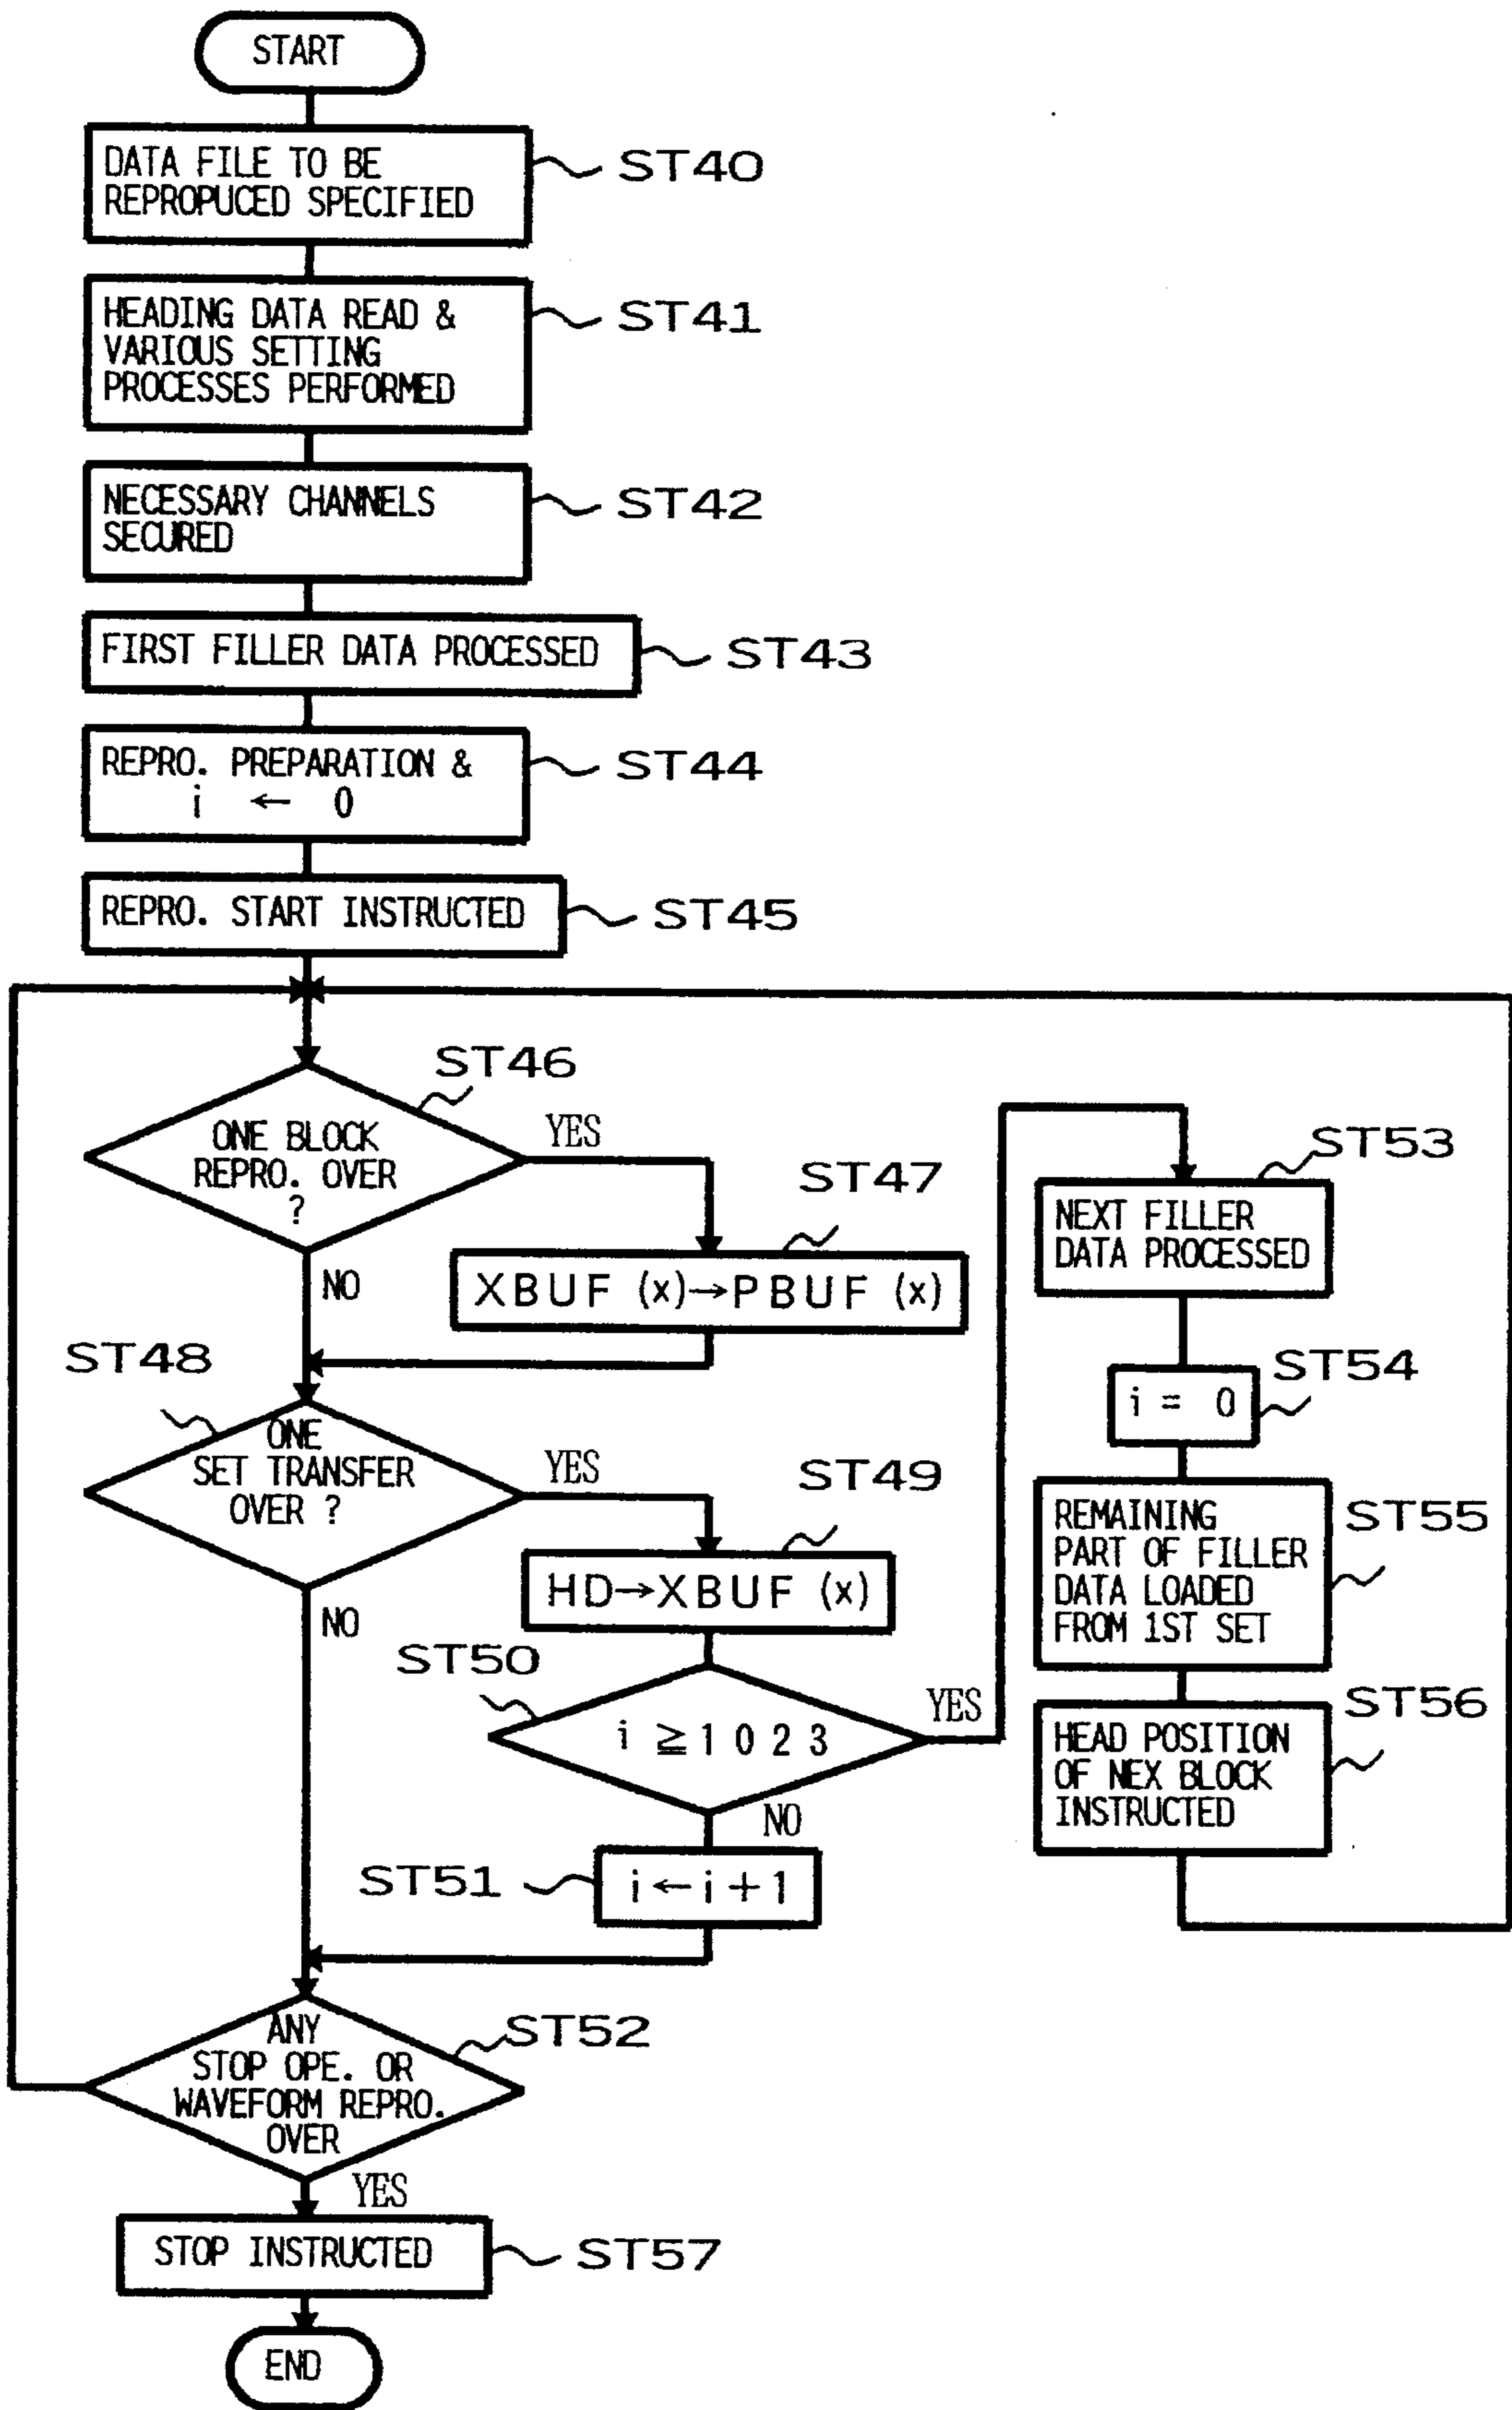 START
DATA FILE TO BE
REPROPUCED SPECIFIED
ST40
HEADING DATA READ &
VARIOUS SETTING
PROCESSES PERFORMED
ST41
NECESSARY CHANNELS
SECURED
ST42
FIRST FILLER DATA PROCESSED
ST43
REPRO. PREPARATION &
i ← 0
ST44
REPRO. START INSTRUCTED
ST45
ST46
ONE BLOCK
REPRO. OVER
?
YES
NO
ST47
XBUF (x)→PBUF (x)
ST48
ONE
SET TRANSFER
OVER ?
YES
NO
ST49
HD→XBUF (x)
ST50
i ≧ 1 0 2 3
YES
NO
ST51
i ← i + 1
ST52
ANY
STOP OPE. OR
WAVEFORM REPRO.
OVER
YES
STOP INSTRUCTED
ST57
END
ST53
NEXT FILLER
DATA PROCESSED
ST54
i = 0
REMAINING
PART OF FILLER
DATA LOADED
FROM 1ST SET
ST55
ST56
HEAD POSITION
OF NEX BLOCK
INSTRUCTED